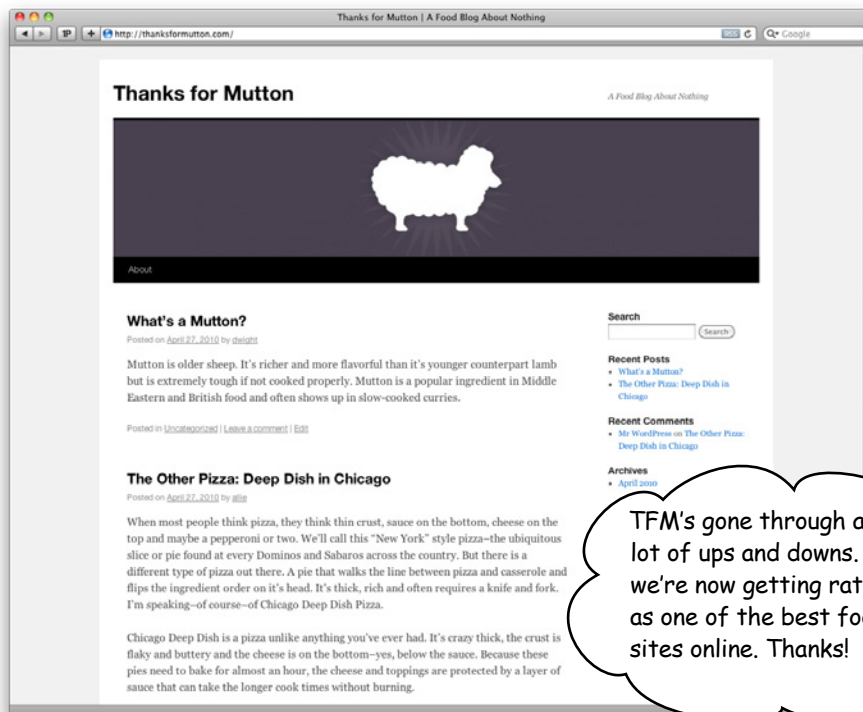 Thanks for Mutton | A Food Blog About Nothing
1P + http://thanksformutton.com/ RSS C Q Google
Thanks for Mutton
A Food Blog About Nothing
About
What's a Mutton?
Posted on April 27, 2010 by dwight
Mutton is older sheep. It's richer and more flavorful than it's younger counterpart lamb
but is extremely tough if not cooked properly. Mutton is a popular ingredient in Middle
Eastern and British food and often shows up in slow-cooked curries.
Posted in Uncategorized | Leave a comment | Edit
The Other Pizza: Deep Dish in Chicago
Posted on April 27, 2010 by allie
When most people think pizza, they think thin crust, sauce on the bottom, cheese on the
top and maybe a pepperoni or two. We'll call this "New York" style pizza–the ubiquitous
slice or pie found at every Dominos and Sabaros across the country. But there is a
different type of pizza out there. A pie that walks the line between pizza and casserole and
flips the ingredient order on it's head. It's thick, rich and often requires a knife and fork.
I'm speaking–of course–of Chicago Deep Dish Pizza.
Chicago Deep Dish is a pizza unlike anything you've ever had. It's crazy thick, the crust is
flaky and buttery and the cheese is on the bottom–yes, below the sauce. Because these
pies need to bake for almost an hour, the cheese and toppings are protected by a layer of
sauce that can take the longer cook times without burning.
Search
Search
Recent Posts
What's a Mutton?
The Other Pizza: Deep Dish in
Chicago
Recent Comments
Mr WordPress on The Other Pizza:
Deep Dish in Chicago
Archives
April 2010
TFM's gone through a
lot of ups and downs.
we're now getting rat
as one of the best foo
sites online. Thanks!